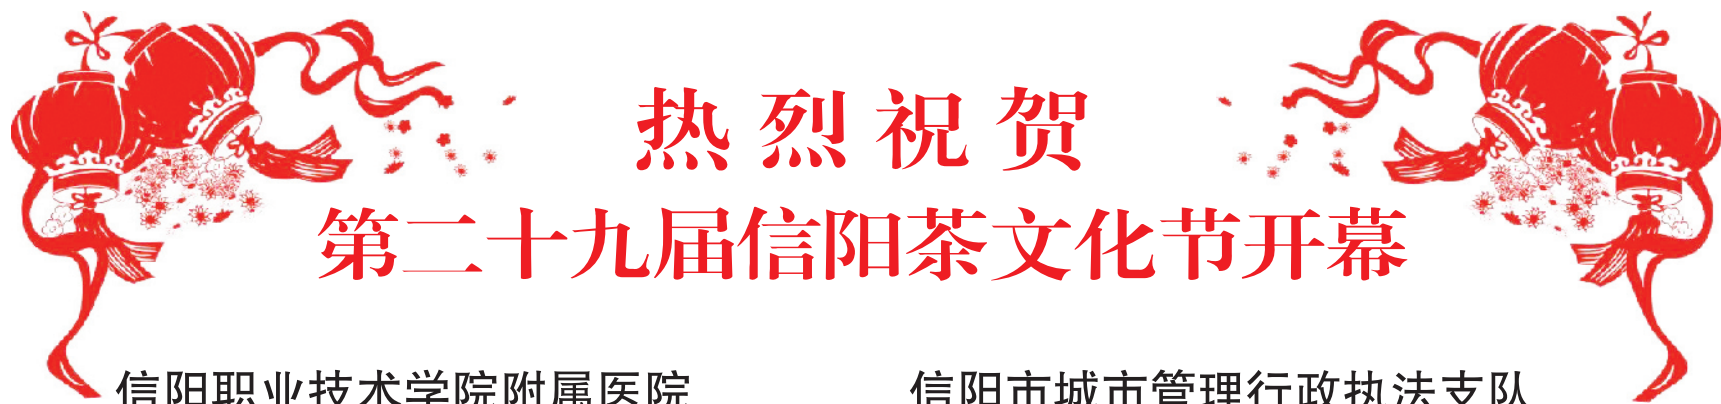 热烈祝贺
第二十九届信阳茶文化节开幕
信阳职业技术学院附属医院 信阳市城市管理行政执法支队